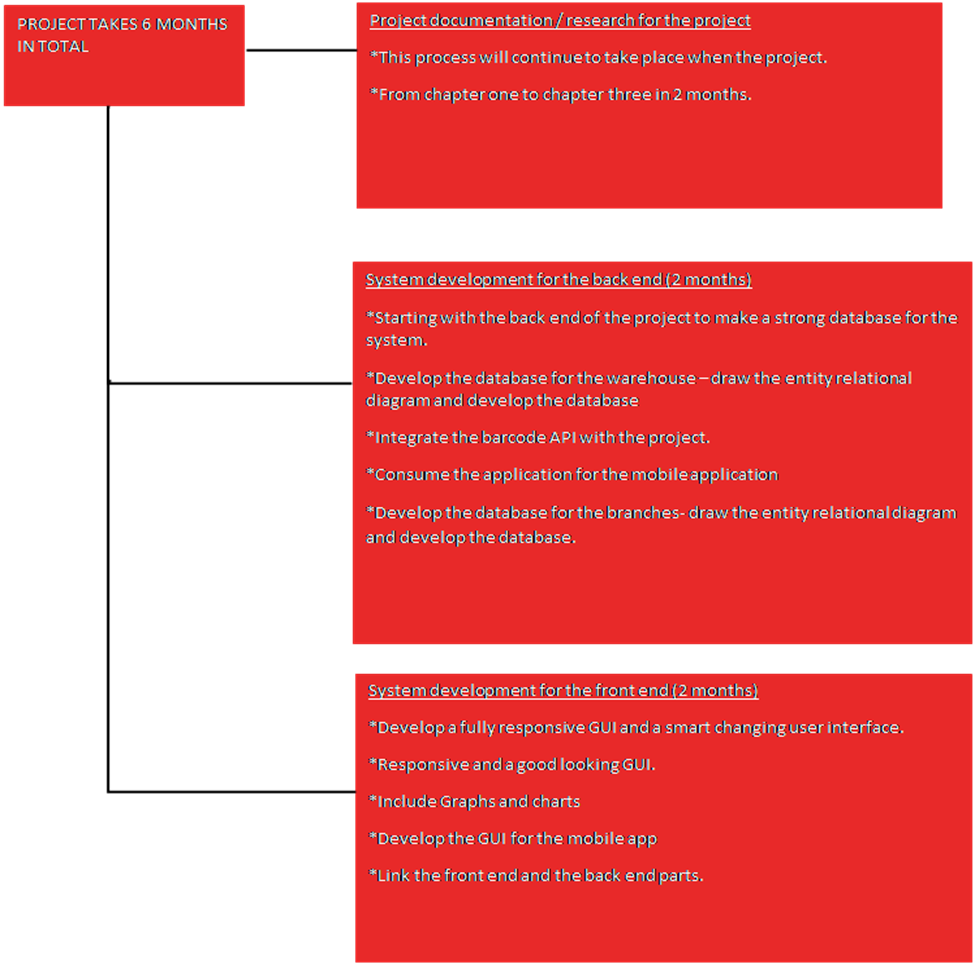 PROJECT TAKES 6 MONTHS
IN TOTAL
Project documentation / research for the project
*This process will continue to take place when the project.
*From chapter one to chapter three in 2 months.
System development for the back end (2 months)
*Starting with the back end of the project to make a strong database for the
system.
*Develop the database for the warehouse – draw the entity relational
diagram and develop the database
*Integrate the barcode API with the project.
*Consume the application for the mobile application
*Develop the database for the branches- draw the entity relational diagram
and develop the database.
System development for the front end (2 months)
*Develop a fully responsive GUI and a smart changing user interface.
*Responsive and a good looking GUI.
*Include Graphs and charts
*Develop the GUI for the mobile app
*Link the front end and the back end parts.